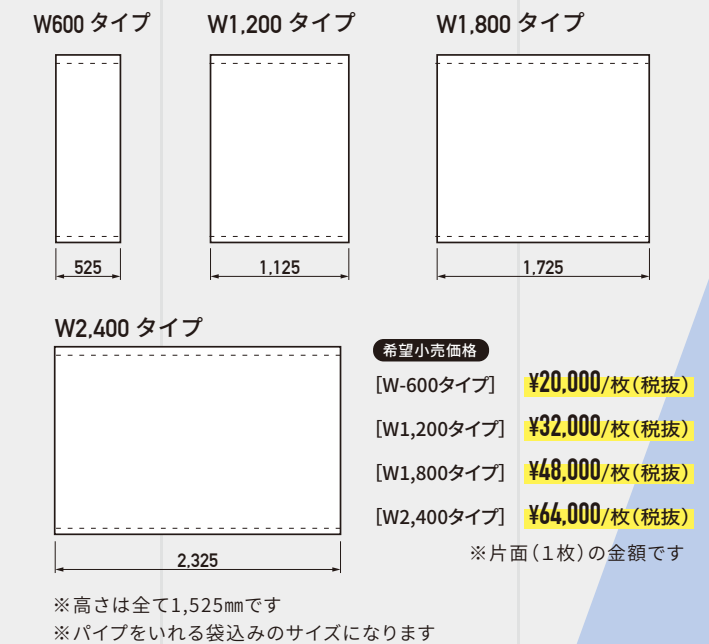 W600 タイプ
W1,200 タイプ
W1,800 タイプ
525
1,125
1,725
W2,400 タイプ
2,325
希望小売価格
[W-600タイプ] ¥20,000/枚(税抜)
[W1,200タイプ] ¥32,000/枚(税抜)
[W1,800タイプ] ¥48,000/枚(税抜)
[W2,400タイプ] ¥64,000/枚(税抜)
※片面(1枚)の金額です
※高さは全て1,525㎜です
※パイプをいれる袋込みのサイズになります